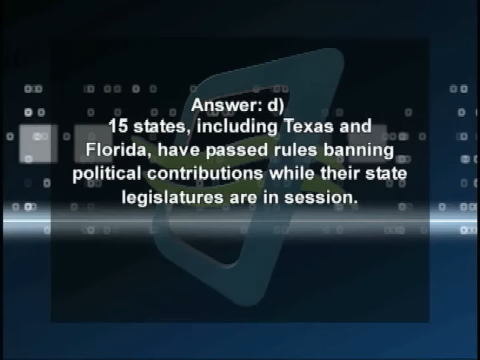 Answer: d)
15 states, including Texas and
Florida, have passed rules banning
political contributions while their state
legislatures are in session.